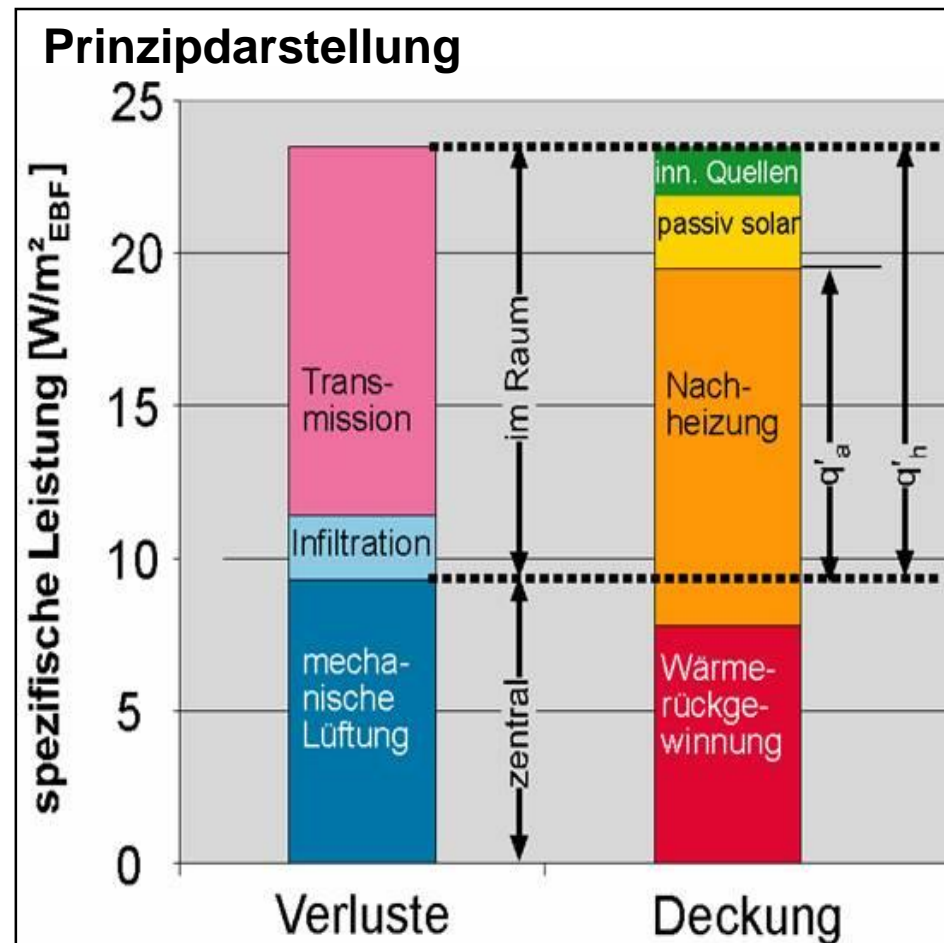 Prinzipdarstellung
spezifische Leistung [W/m²EBF]
25
20
15
10
5
0
Trans-
mission
Infiltration
mecha-
nische
Lüftung
im Raum
zentral
inn. Quellen
passiv solar
Nach-
heizung
Wärme-
rückge-
winnung
q'a
q'h
Verluste
Deckung